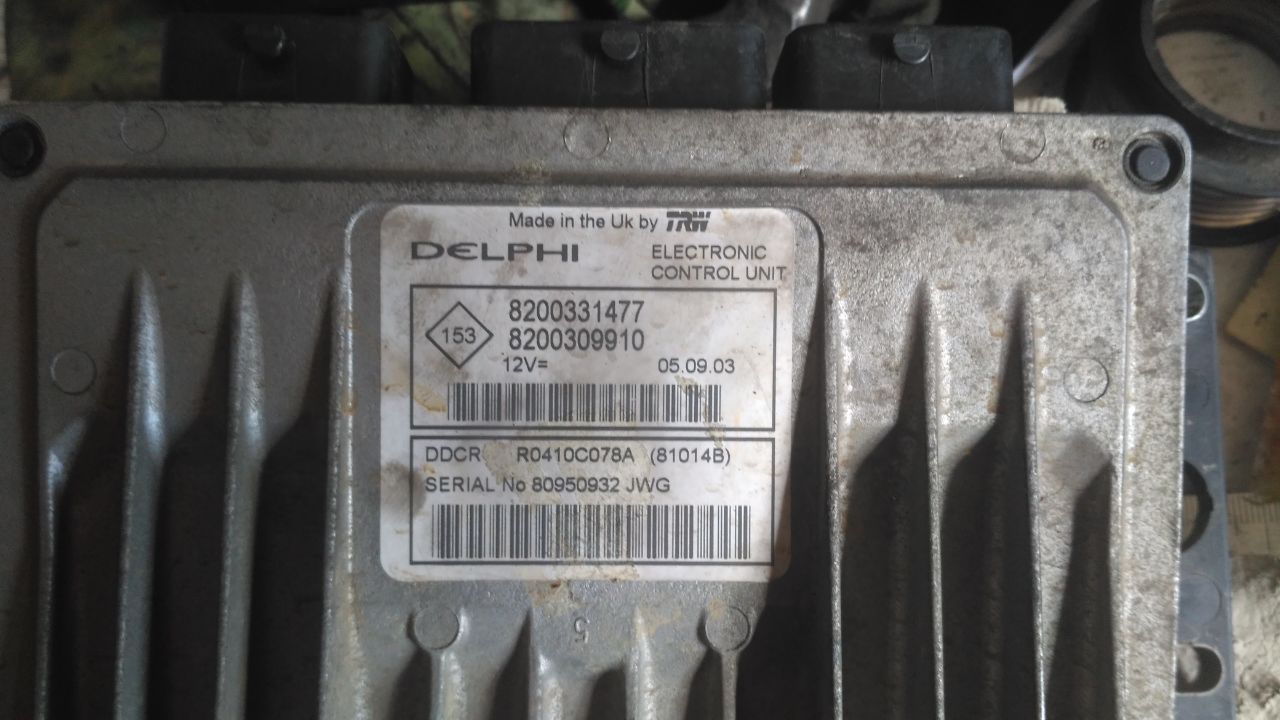 Made in the Uk by TRW
DELPHI
ELECTRONIC
CONTROL UNIT
153
8200331477
8200309910
12V=
05.09.03
DDCR R0410C078A (81014B)
SERIAL No 80950932 JWG
5